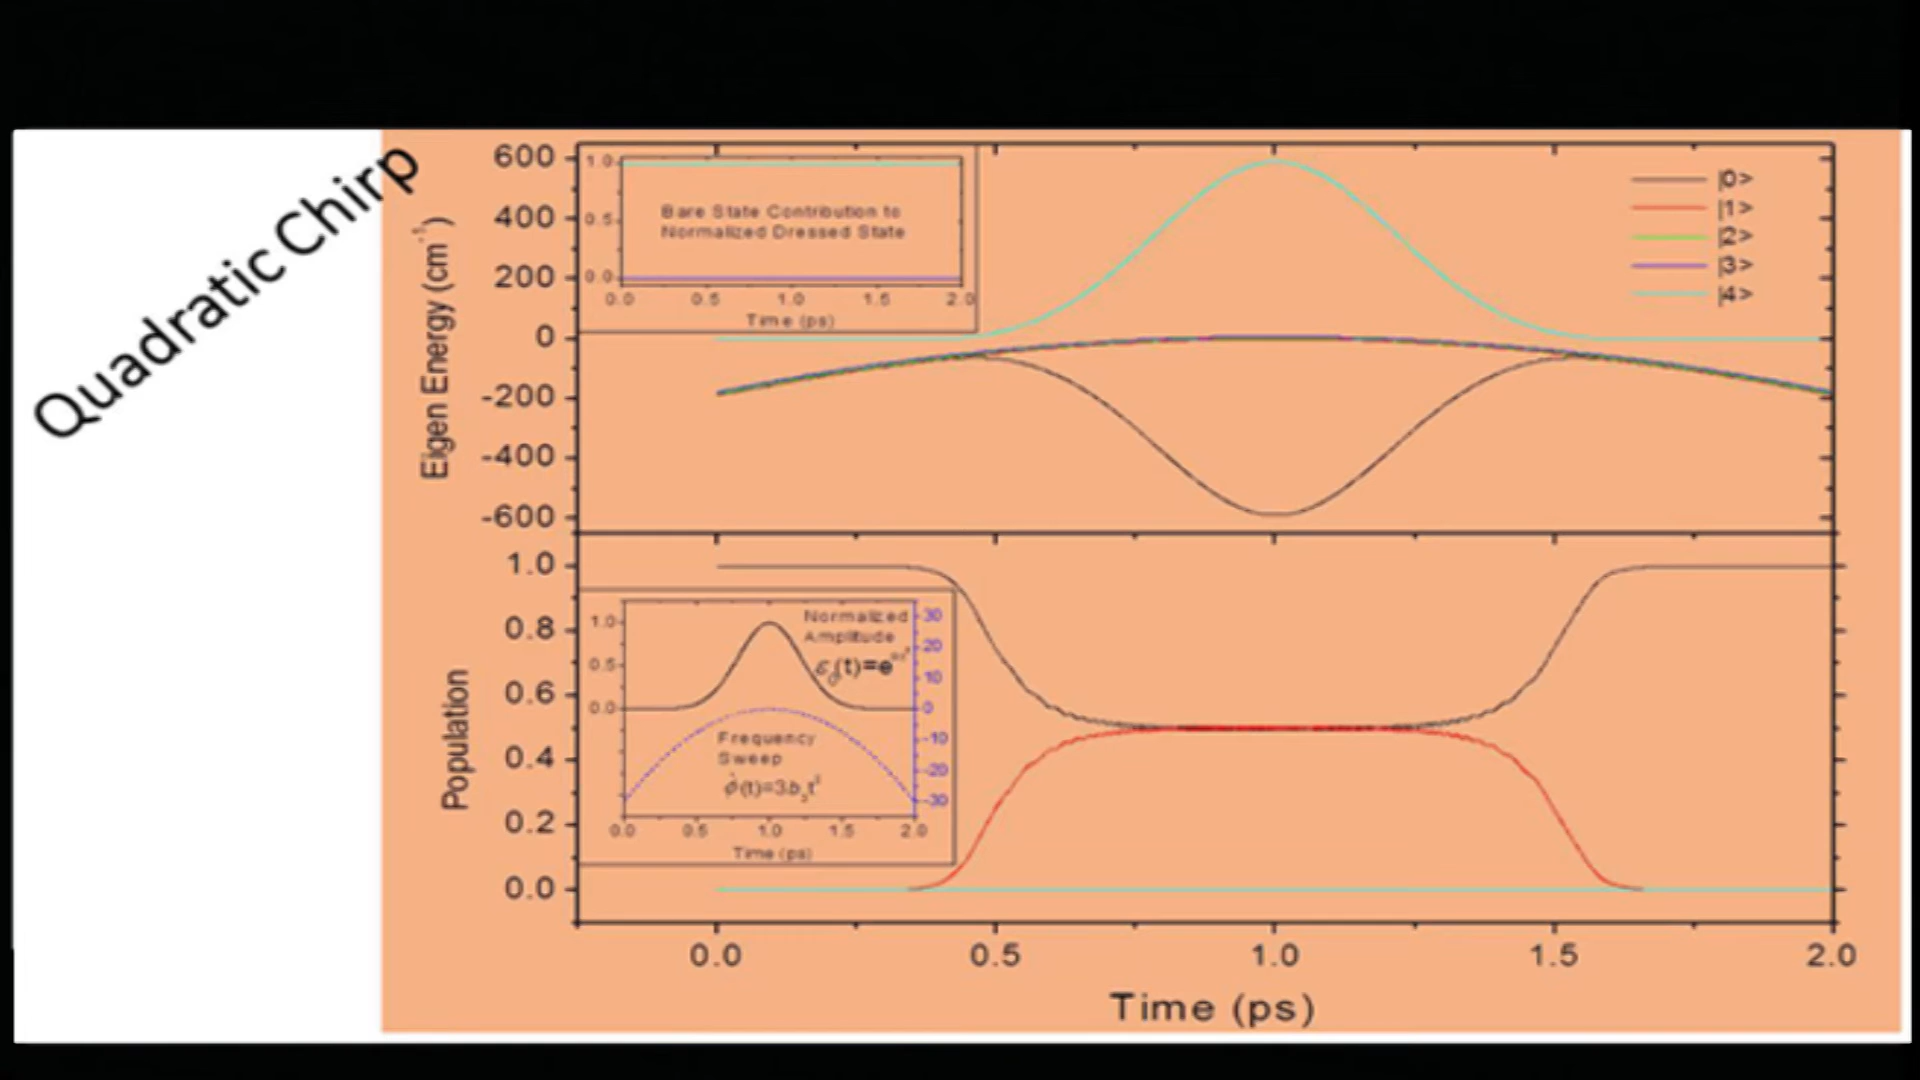 Quadratic Chirp
Eigen Energy (cm⁻¹)
600
400
200
0
-200
-400
-600
1.0
0.5
0.0
Bare State Contribution to
Normalized Dressed State
0.0 0.5 1.0 1.5 2.0
Time (ps)
|0>
|1>
|2>
|3>
|4>
Population
1.0
0.8
0.6
0.4
0.2
0.0
1.0
0.5
0.0
Normalized
Amplitude
Frequency
Sweep
30
20
10
0
-10
-20
-30
0.0 0.5 1.0 1.5 2.0
Time (ps)
0.0 0.5 1.0 1.5 2.0
Time (ps)